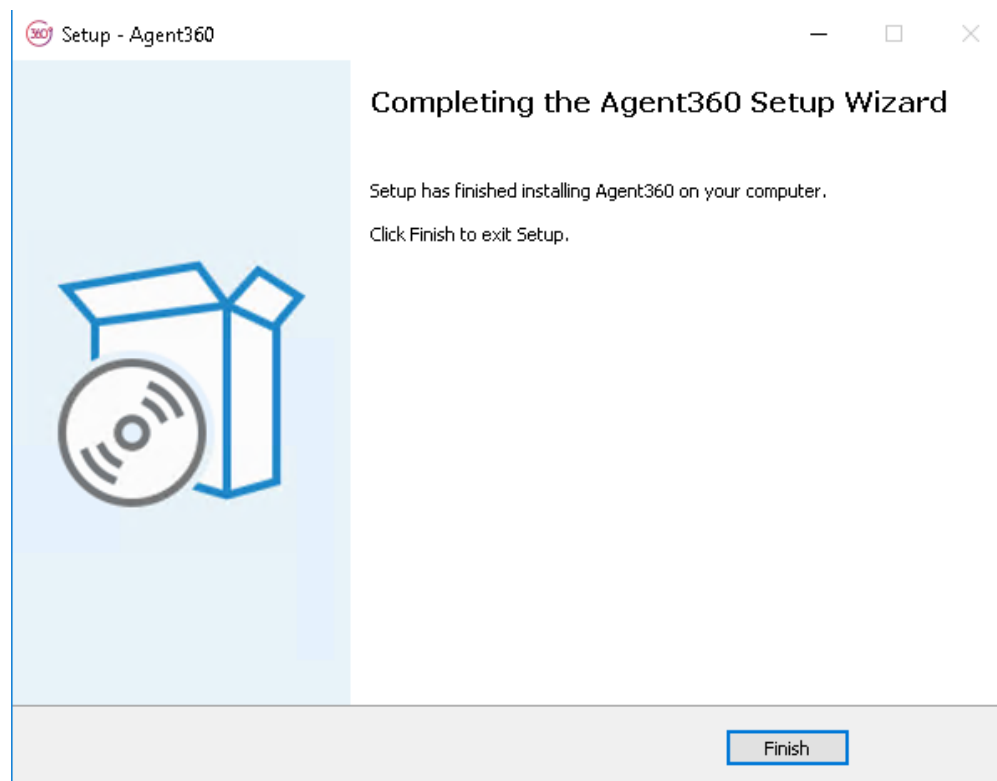 360° Setup - Agent360
Completing the Agent360 Setup Wizard
Setup has finished installing Agent360 on your computer.
Click Finish to exit Setup.
Finish